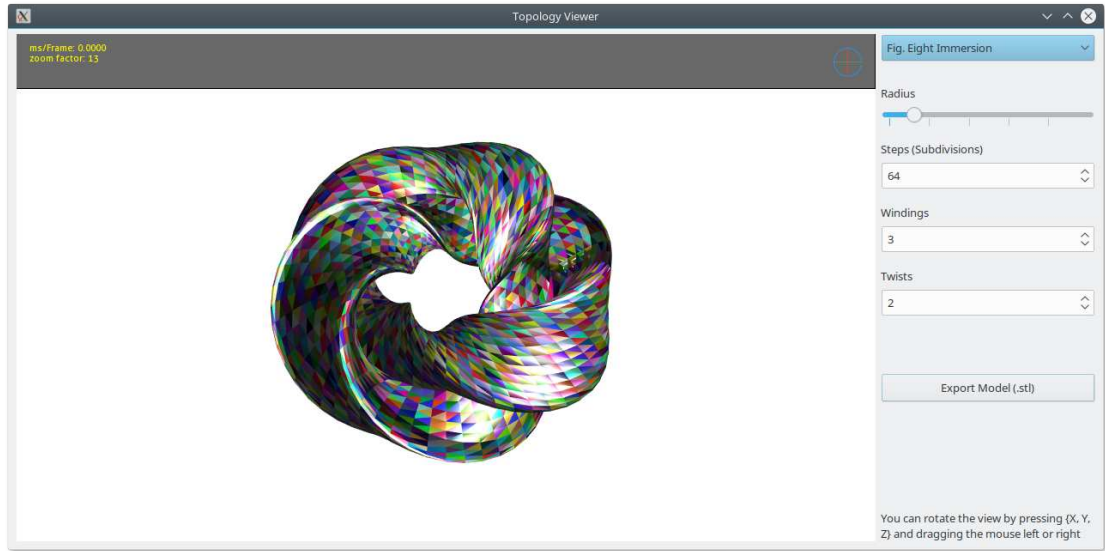 Topology Viewer
ms/Frame: 0.0000
zoom factor: 13
Fig. Eight Immersion
Radius
Steps (Subdivisions)
64
Windings
3
Twists
2
Export Model (.stl)
You can rotate the view by pressing {X, Y,
Z} and dragging the mouse left or right